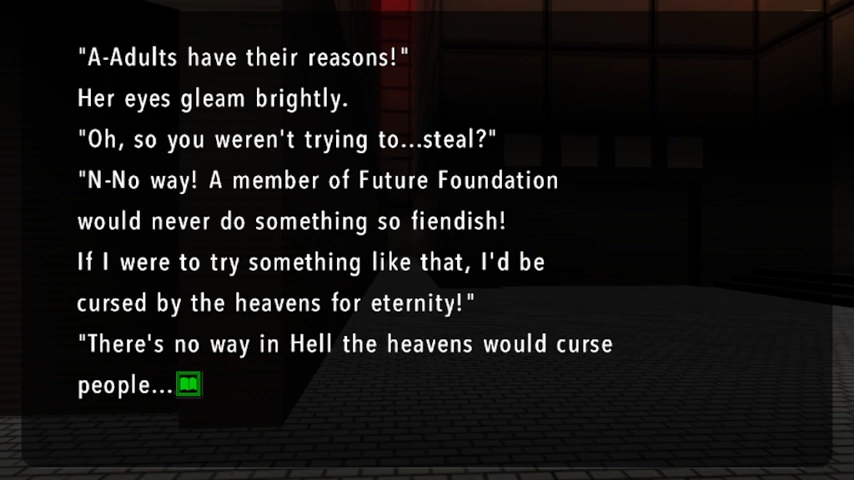 "A-Adults have their reasons!"
Her eyes gleam brightly.
"Oh, so you weren't trying to...steal?"
"N-No way! A member of Future Foundation
would never do something so fiendish!
If I were to try something like that, I'd be
cursed by the heavens for eternity!"
"There's no way in Hell the heavens would curse
people...